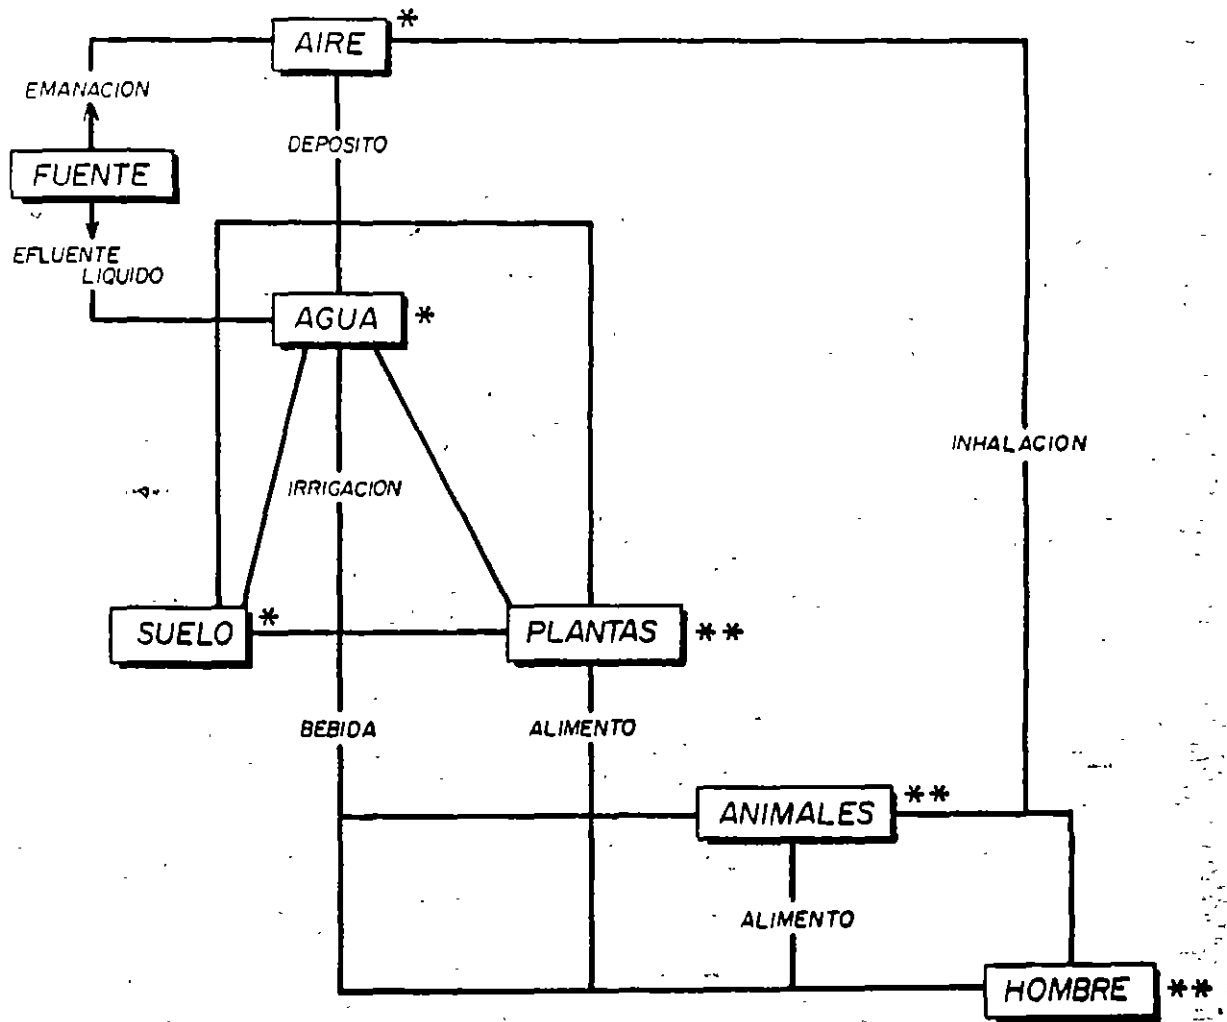 AIRE *
EMANACION
DEPOSITO
FUENTE
EFLUENTE
LIQUIDO
AGUA *
INHALACION
IRRIGACION
SUELO *
PLANTAS **
BEBIDA
ALIMENTO
ANIMALES **
ALIMENTO
HOMBRE **